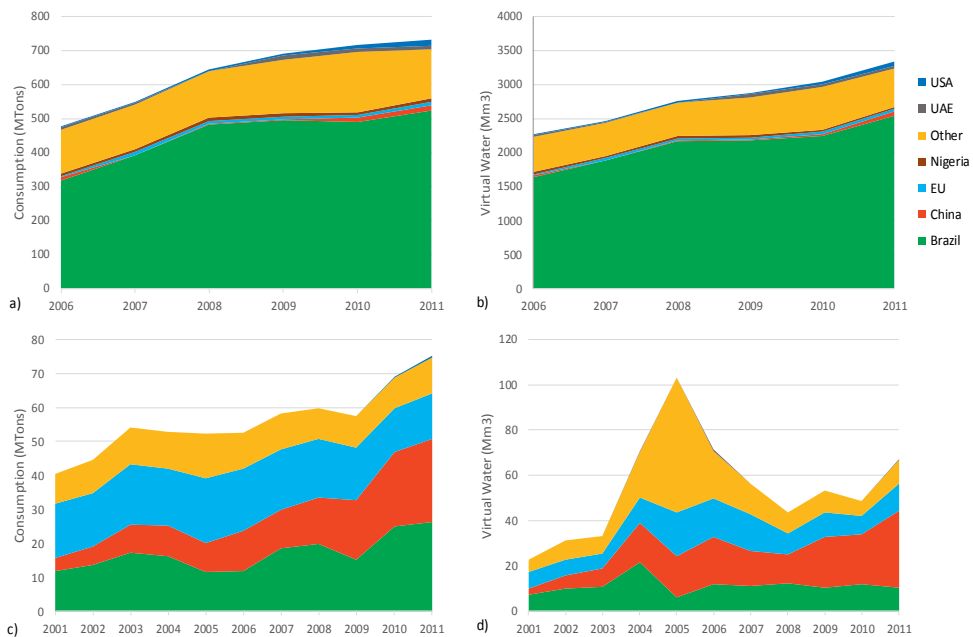 800
700
600
500
400
300
200
100
0
Consumption (MTons)
2006 2007 2008 2009 2010 2011
a)
4000
3500
3000
2500
2000
1500
1000
500
0
Virtual Water (Mm3)
2006 2007 2008 2009 2010 2011
b)
USA
UAE
Other
Nigeria
EU
China
Brazil
80
70
60
50
40
30
20
10
0
Consumption (MTons)
2001 2002 2003 2004 2005 2006 2007 2008 2009 2010 2011
c)
120
100
80
60
40
20
0
Virtual Water (Mm3)
2001 2002 2003 2004 2005 2006 2007 2008 2009 2010 2011
d)